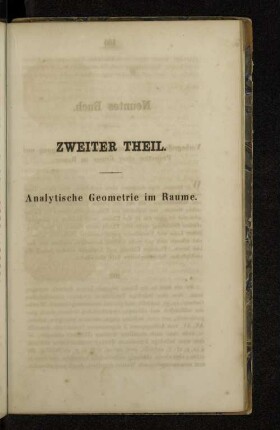 ZWEITER THEIL.
Analytische Geometrie im Raume.